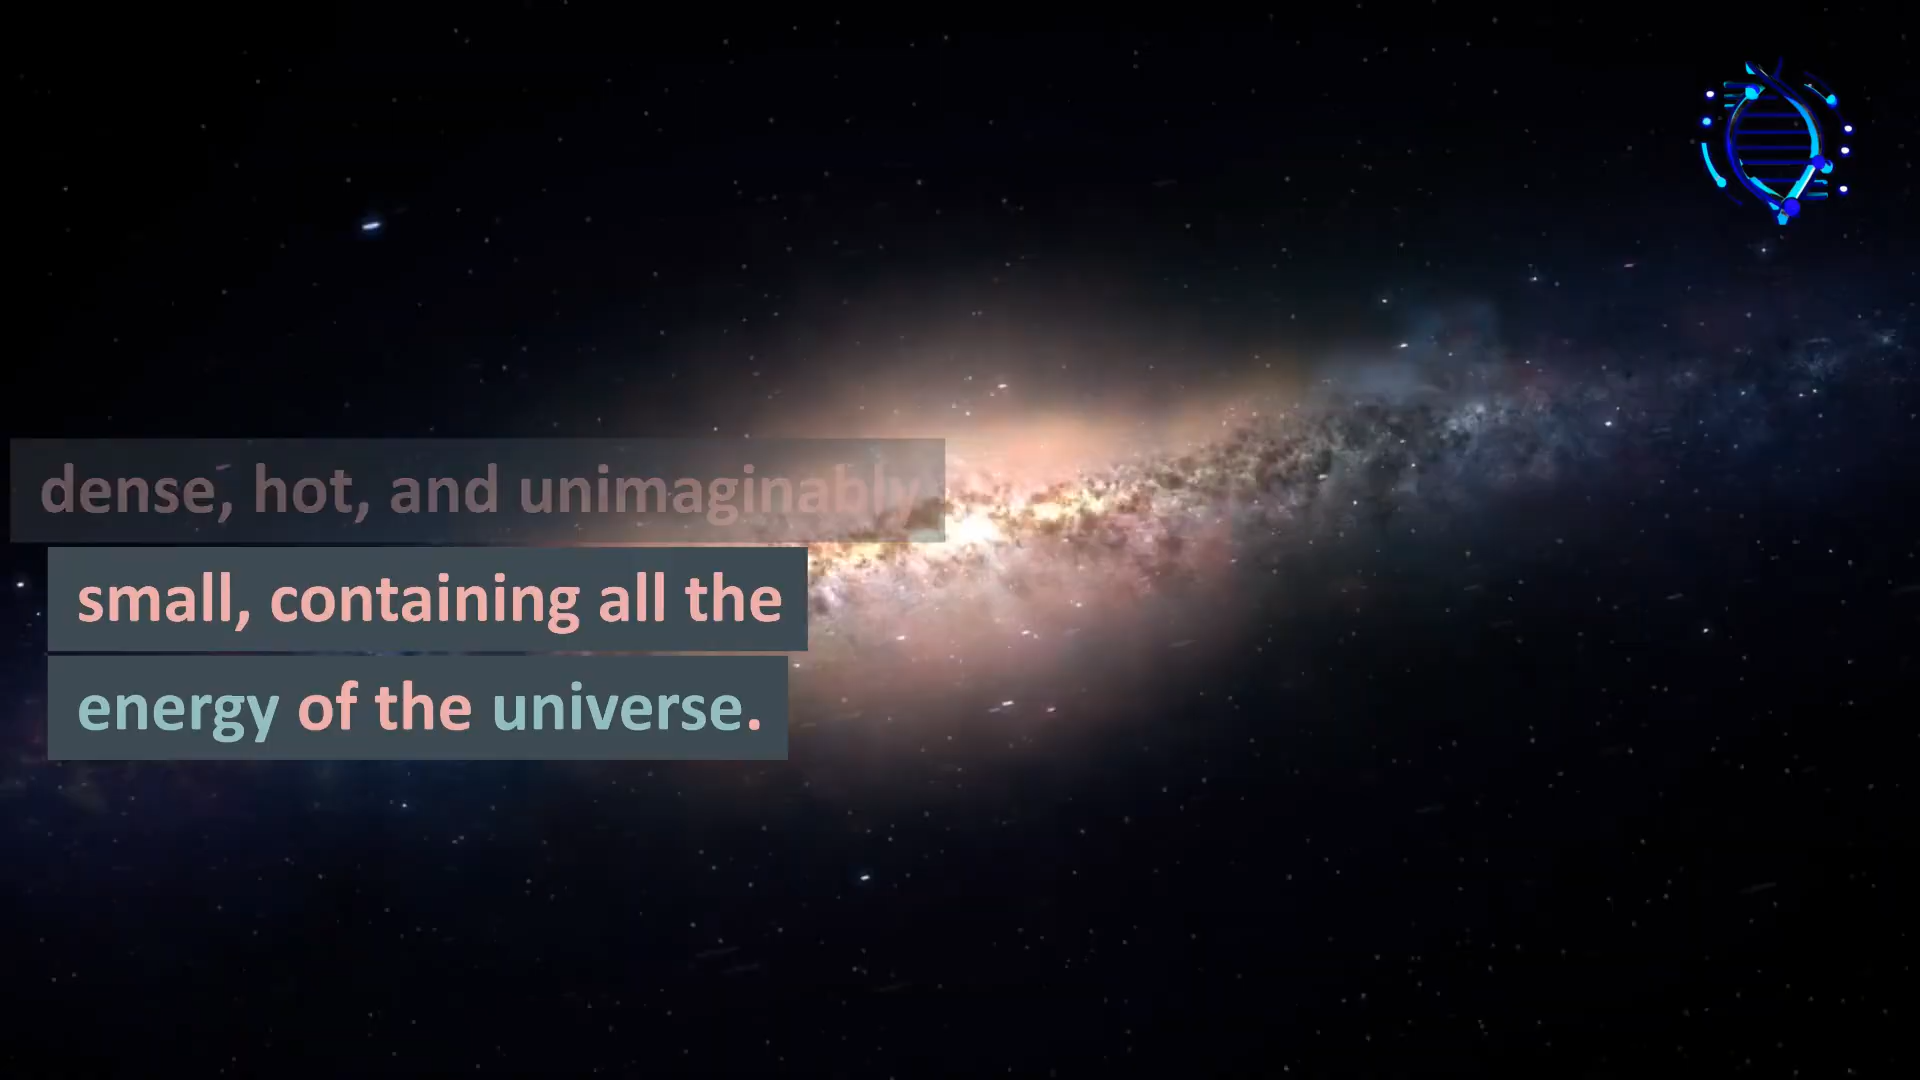 dense, hot, and unimaginably
small, containing all the
energy of the universe.